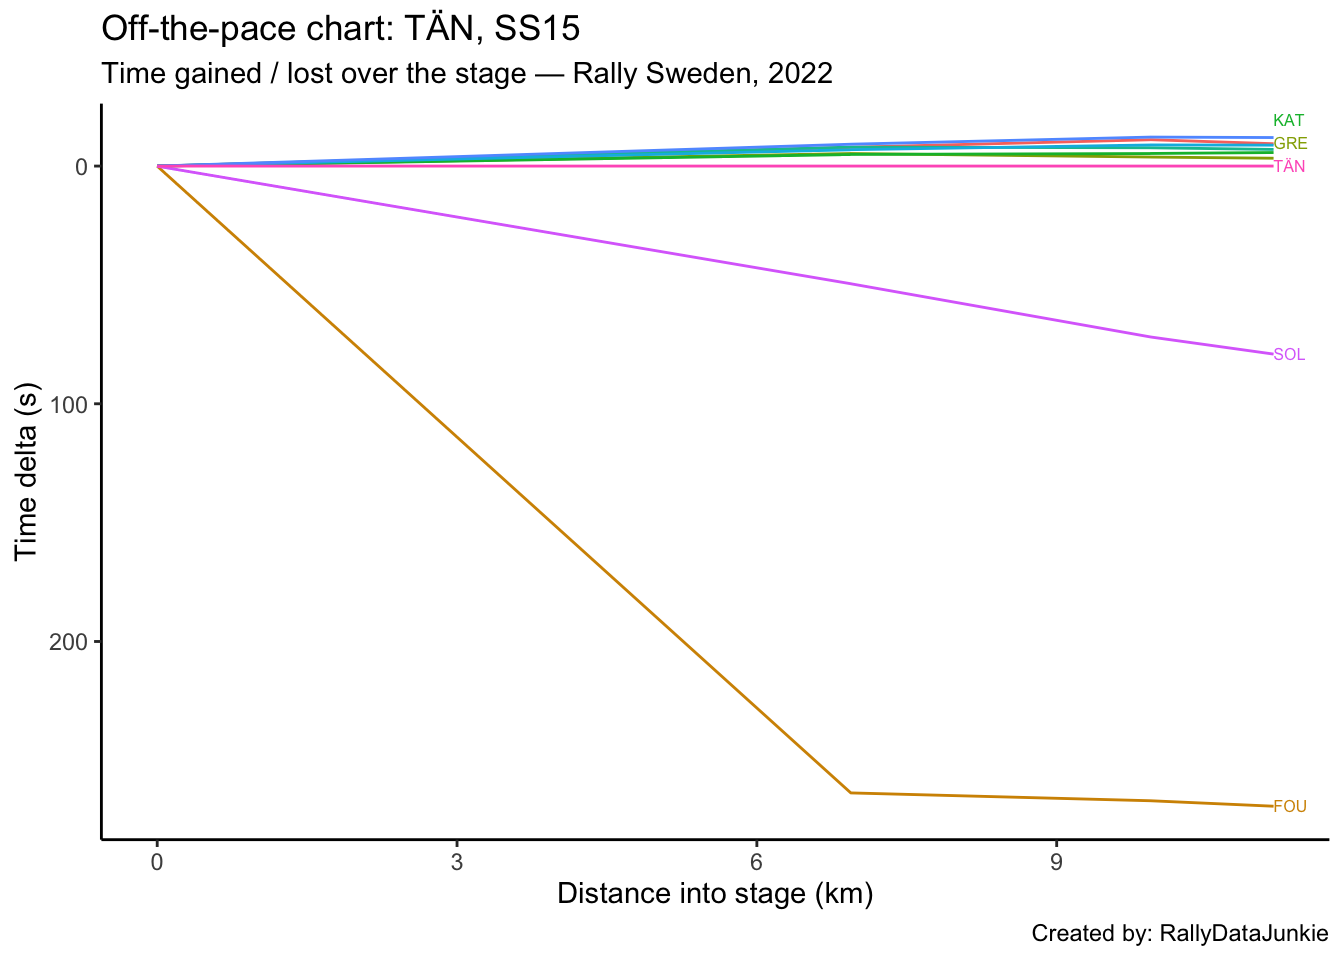 Off-the-pace chart: TÄN, SS15
Time gained / lost over the stage — Rally Sweden, 2022
KAT
GRE
TÄN
SOL
FOU
0
100
200
Time delta (s)
0 3 6 9
Distance into stage (km)
Created by: RallyDataJunkie